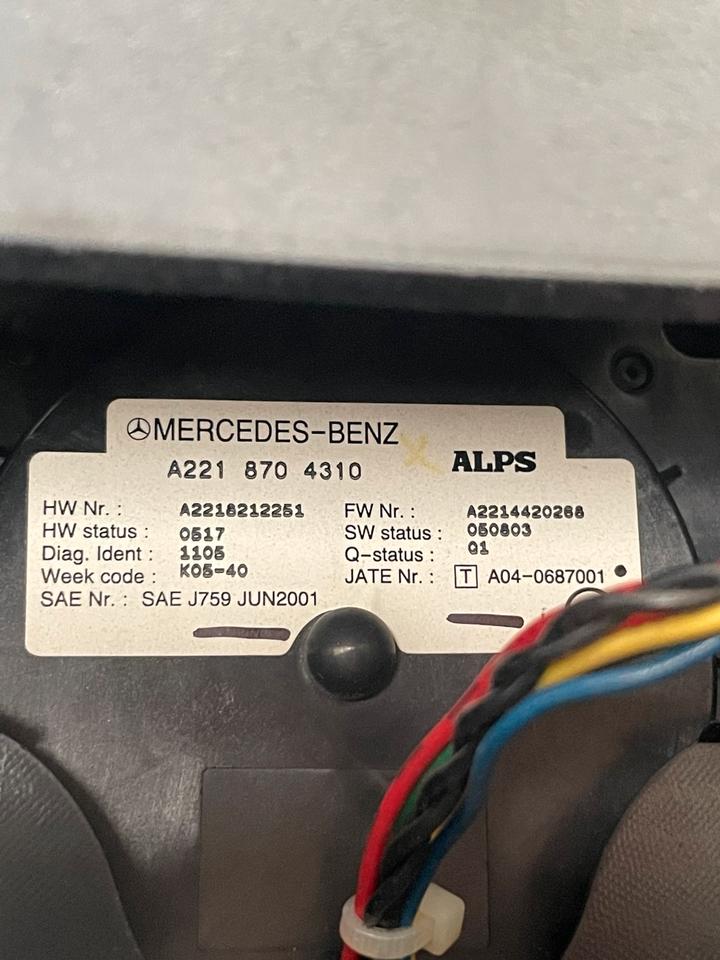 MERCEDES-BENZ
A221 870 4310
ALPS
HW Nr. : A2218212251
HW status : 0517
Diag. Ident : 1105
Week code : K05-40
SAE Nr. : SAE J759 JUN2001
FW Nr. : A2214420268
SW status : 050803
Q-status : Q1
JATE Nr. : T A04-0687001